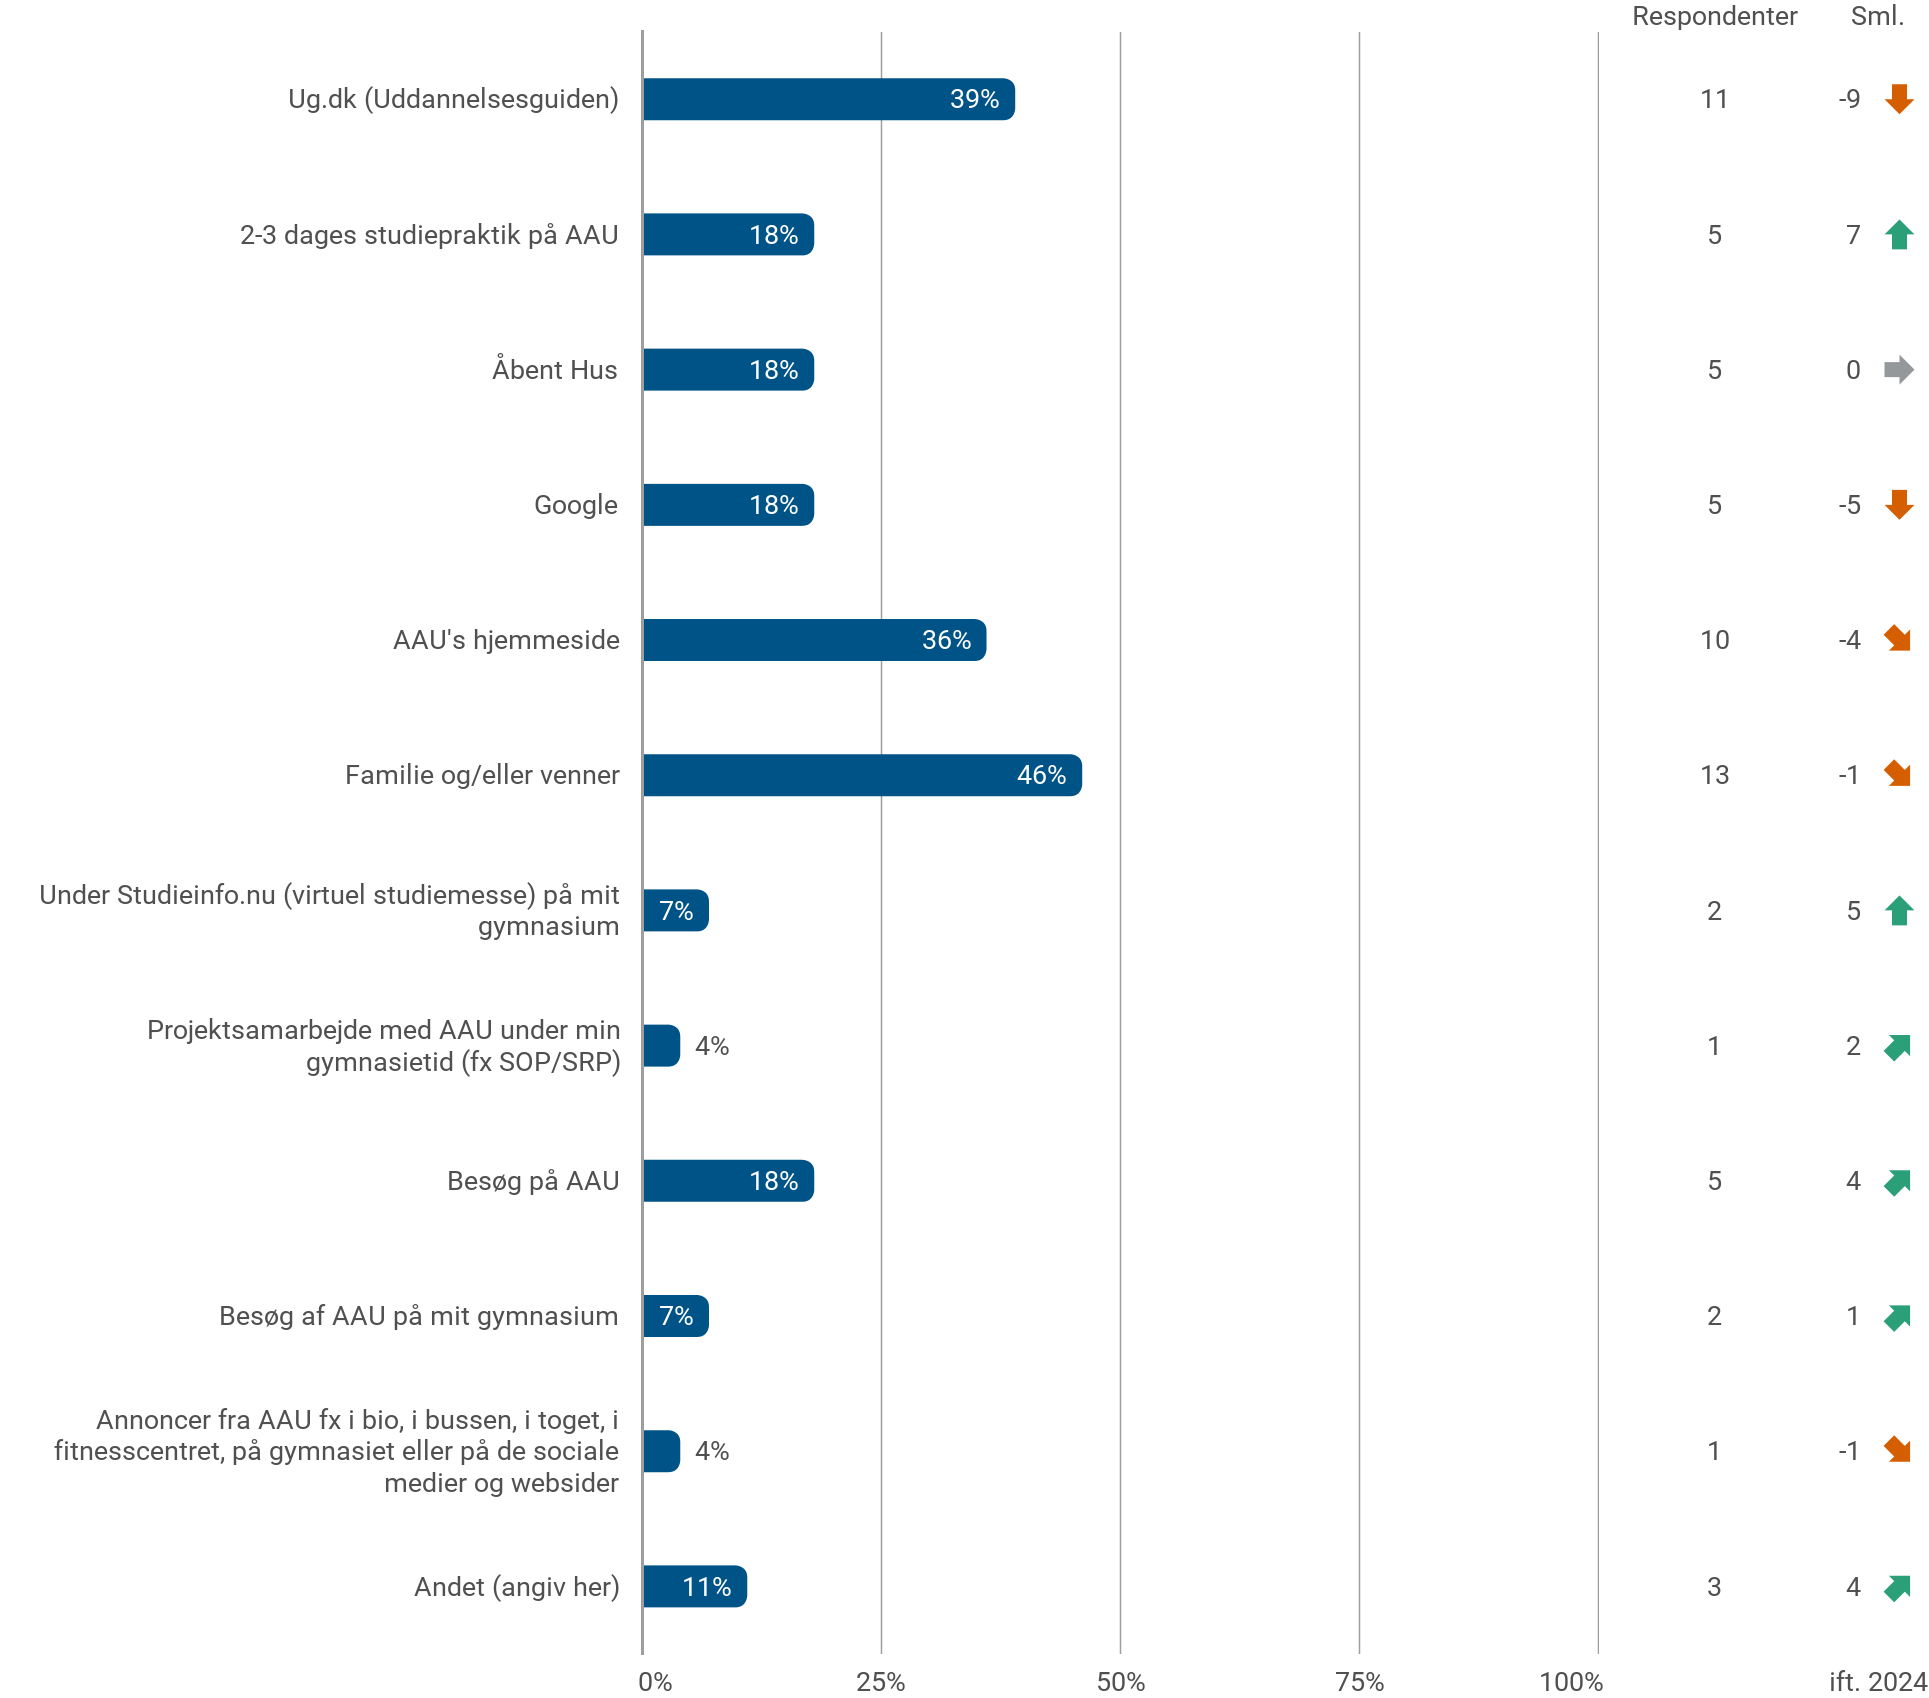 Respondenter Sml.
Ug.dk (Uddannelsesguiden) 39% 11 -9
2-3 dages studiepraktik på AAU 18% 5 7
Åbent Hus 18% 5 0
Google 18% 5 -5
AAU's hjemmeside 36% 10 -4
Familie og/eller venner 46% 13 -1
Under Studieinfo.nu (virtuel studiemesse) på mit
gymnasium
7% 2 5
Projektsamarbejde med AAU under min
gymnasietid (fx SOP/SRP)
4% 1 2
Besøg på AAU 18% 5 4
Besøg af AAU på mit gymnasium 7% 2 1
Annoncer fra AAU fx i bio, i bussen, i toget, i
fitnesscentret, på gymnasiet eller på de sociale
medier og websider
4% 1 -1
Andet (angiv her) 11% 3 4
0% 25% 50% 75% 100% ift. 2024